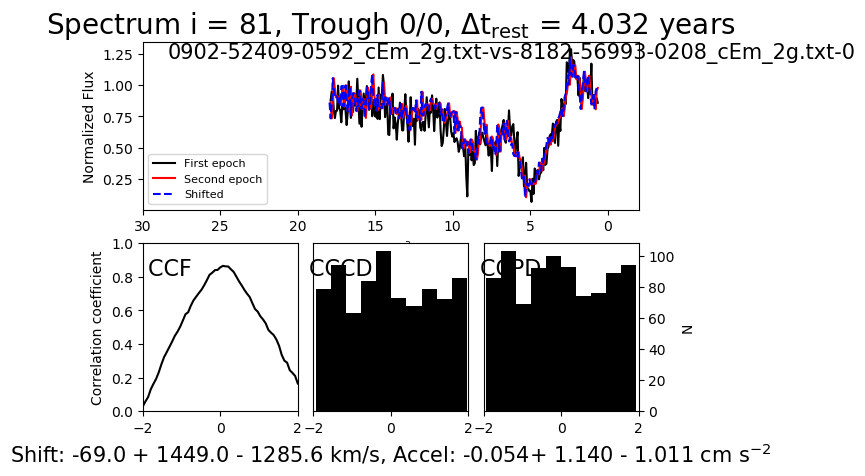 Spectrum i = 81, Trough 0/0, Δt_rest = 4.032 years
0902-52409-0592_cEm_2g.txt-vs-8182-56993-0208_cEm_2g.txt-0
Normalized Flux
1.25
1.00
0.75
0.50
0.25
First epoch
Second epoch
Shifted
30 25 20 15 10 5 0
Correlation coefficient
1.0
0.8
0.6
0.4
0.2
0.0
CCF
CCCD
CCPD
100
80
60
40
20
0
N
−2 0 2
−2 0 2
−2 0 2
Shift: -69.0 + 1449.0 - 1285.6 km/s, Accel: -0.054+ 1.140 - 1.011 cm s⁻²